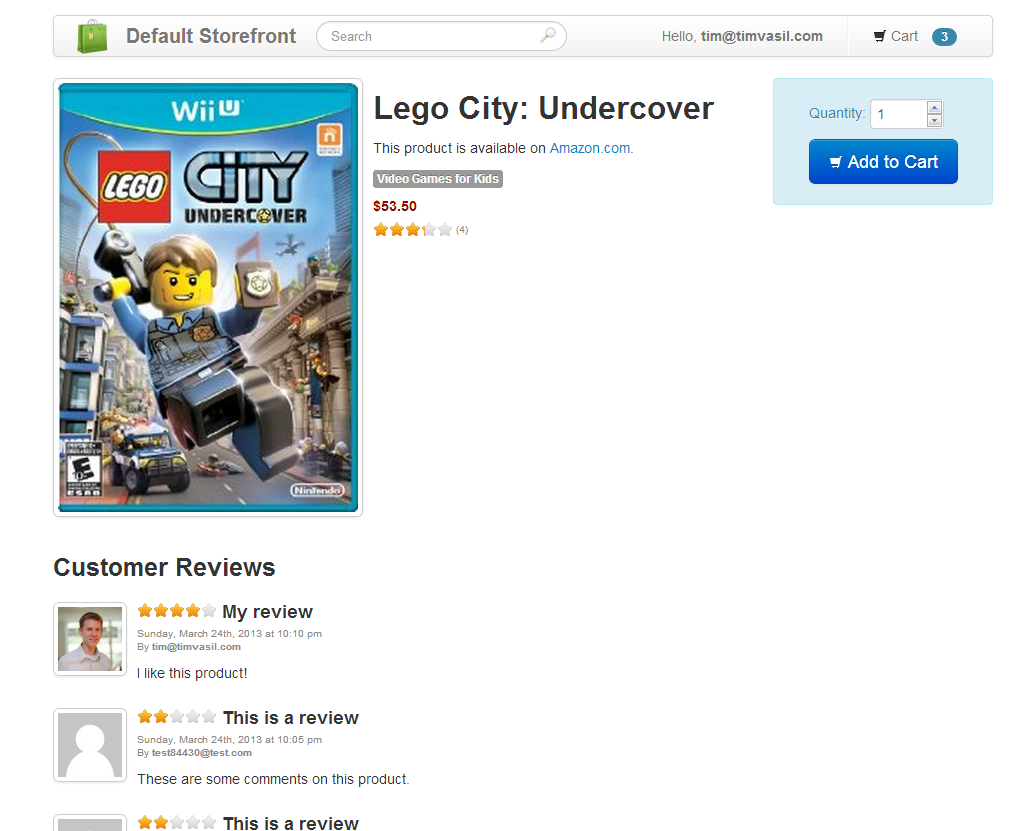 Default Storefront
Search
Hello, tim@timvasil.com
Cart 3
Wii U
LEGO CITY
UNDERCOVER
E
ESRB
Nintendo
Lego City: Undercover
This product is available on Amazon.com.
Video Games for Kids
$53.50
(4)
Quantity: 1
Add to Cart
Customer Reviews
My review
Sunday, March 24th, 2013 at 10:10 pm
By tim@timvasil.com
I like this product!
This is a review
Sunday, March 24th, 2013 at 10:05 pm
By test84430@test.com
These are some comments on this product.
This is a review